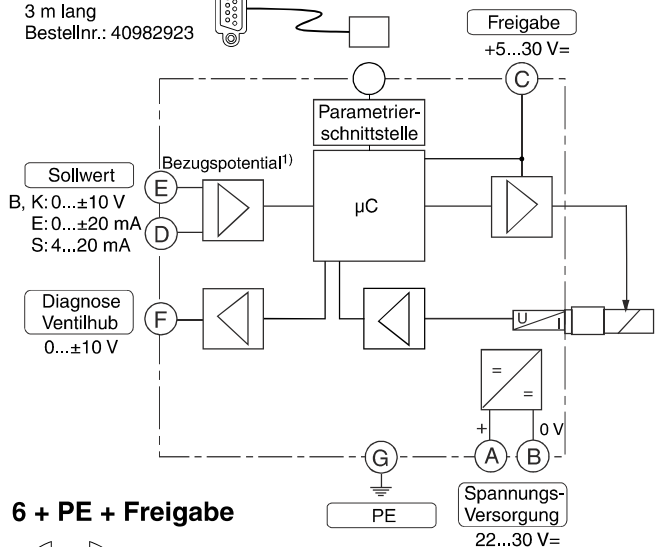 3 m lang
Bestellnr.: 40982923
Freigabe
+5...30 V=
C
Parametrier-
schnittstelle
Sollwert
Bezugspotential1)
B, K: 0...±10 V
E: 0...±20 mA
S: 4...20 mA
E
D
µC
Diagnose
Ventilhub
0...±10 V
F
U
I
=
=
+
0 V
A
B
G
PE
Spannungs-
Versorgung
22...30 V=
6 + PE + Freigabe